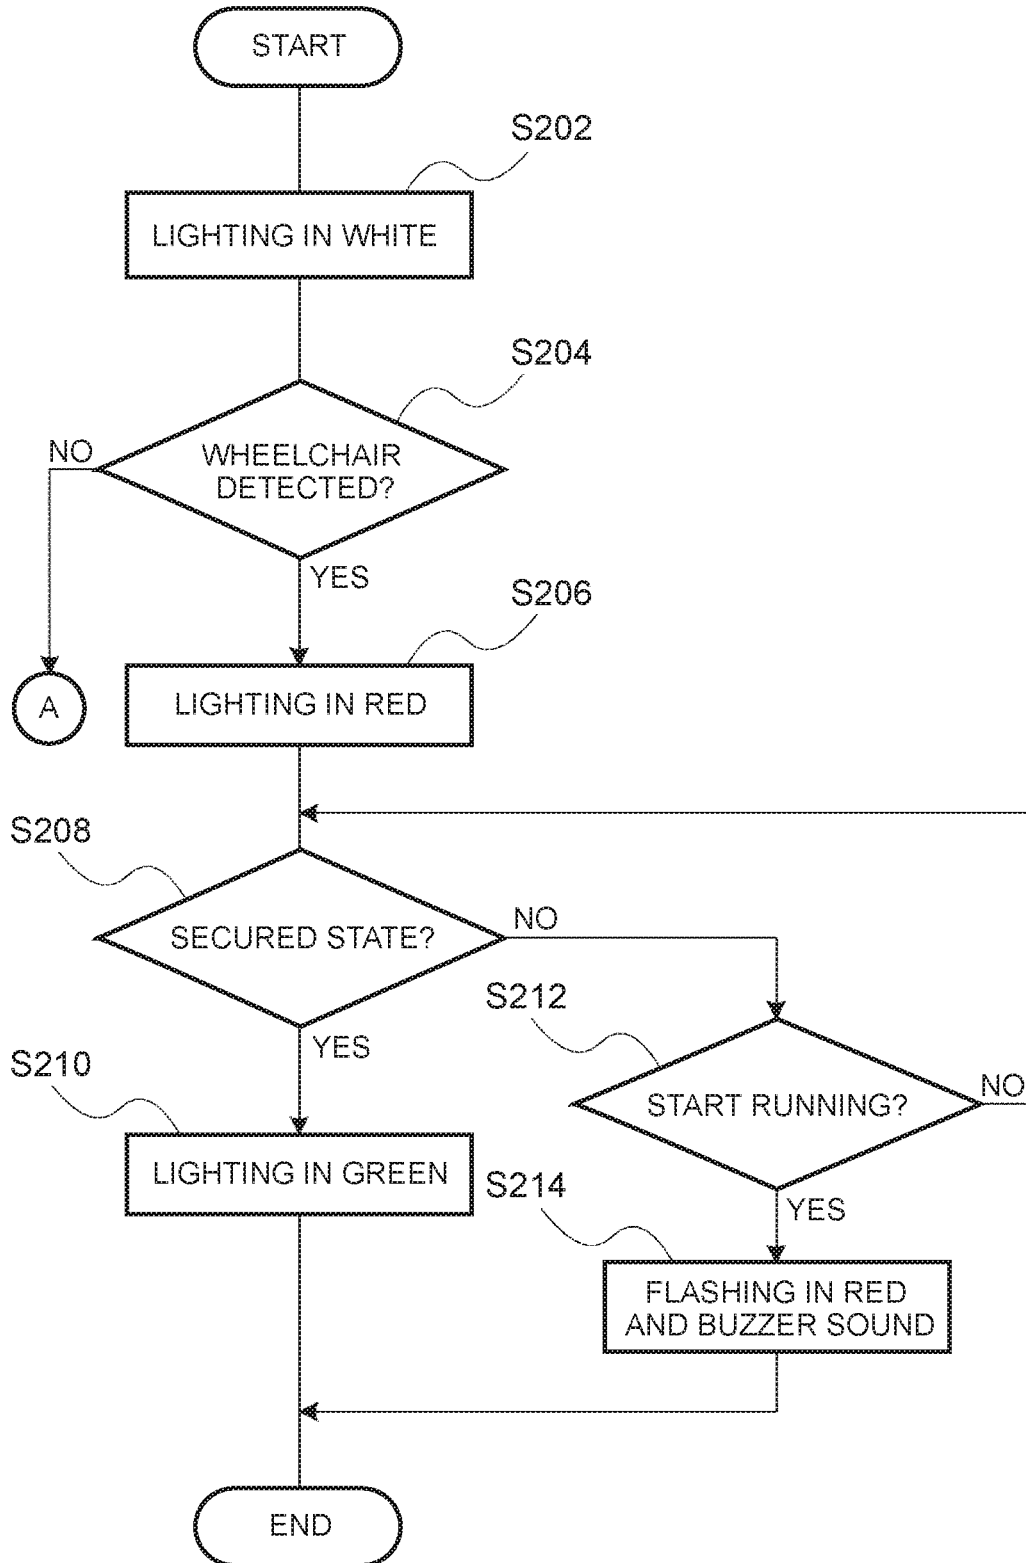 START
S202
LIGHTING IN WHITE
S204
NO
WHEELCHAIR
DETECTED?
YES
S206
A
LIGHTING IN RED
S208
SECURED STATE?
NO
S212
YES
S210
START RUNNING?
NO
LIGHTING IN GREEN
S214
YES
FLASHING IN RED
AND BUZZER SOUND
END